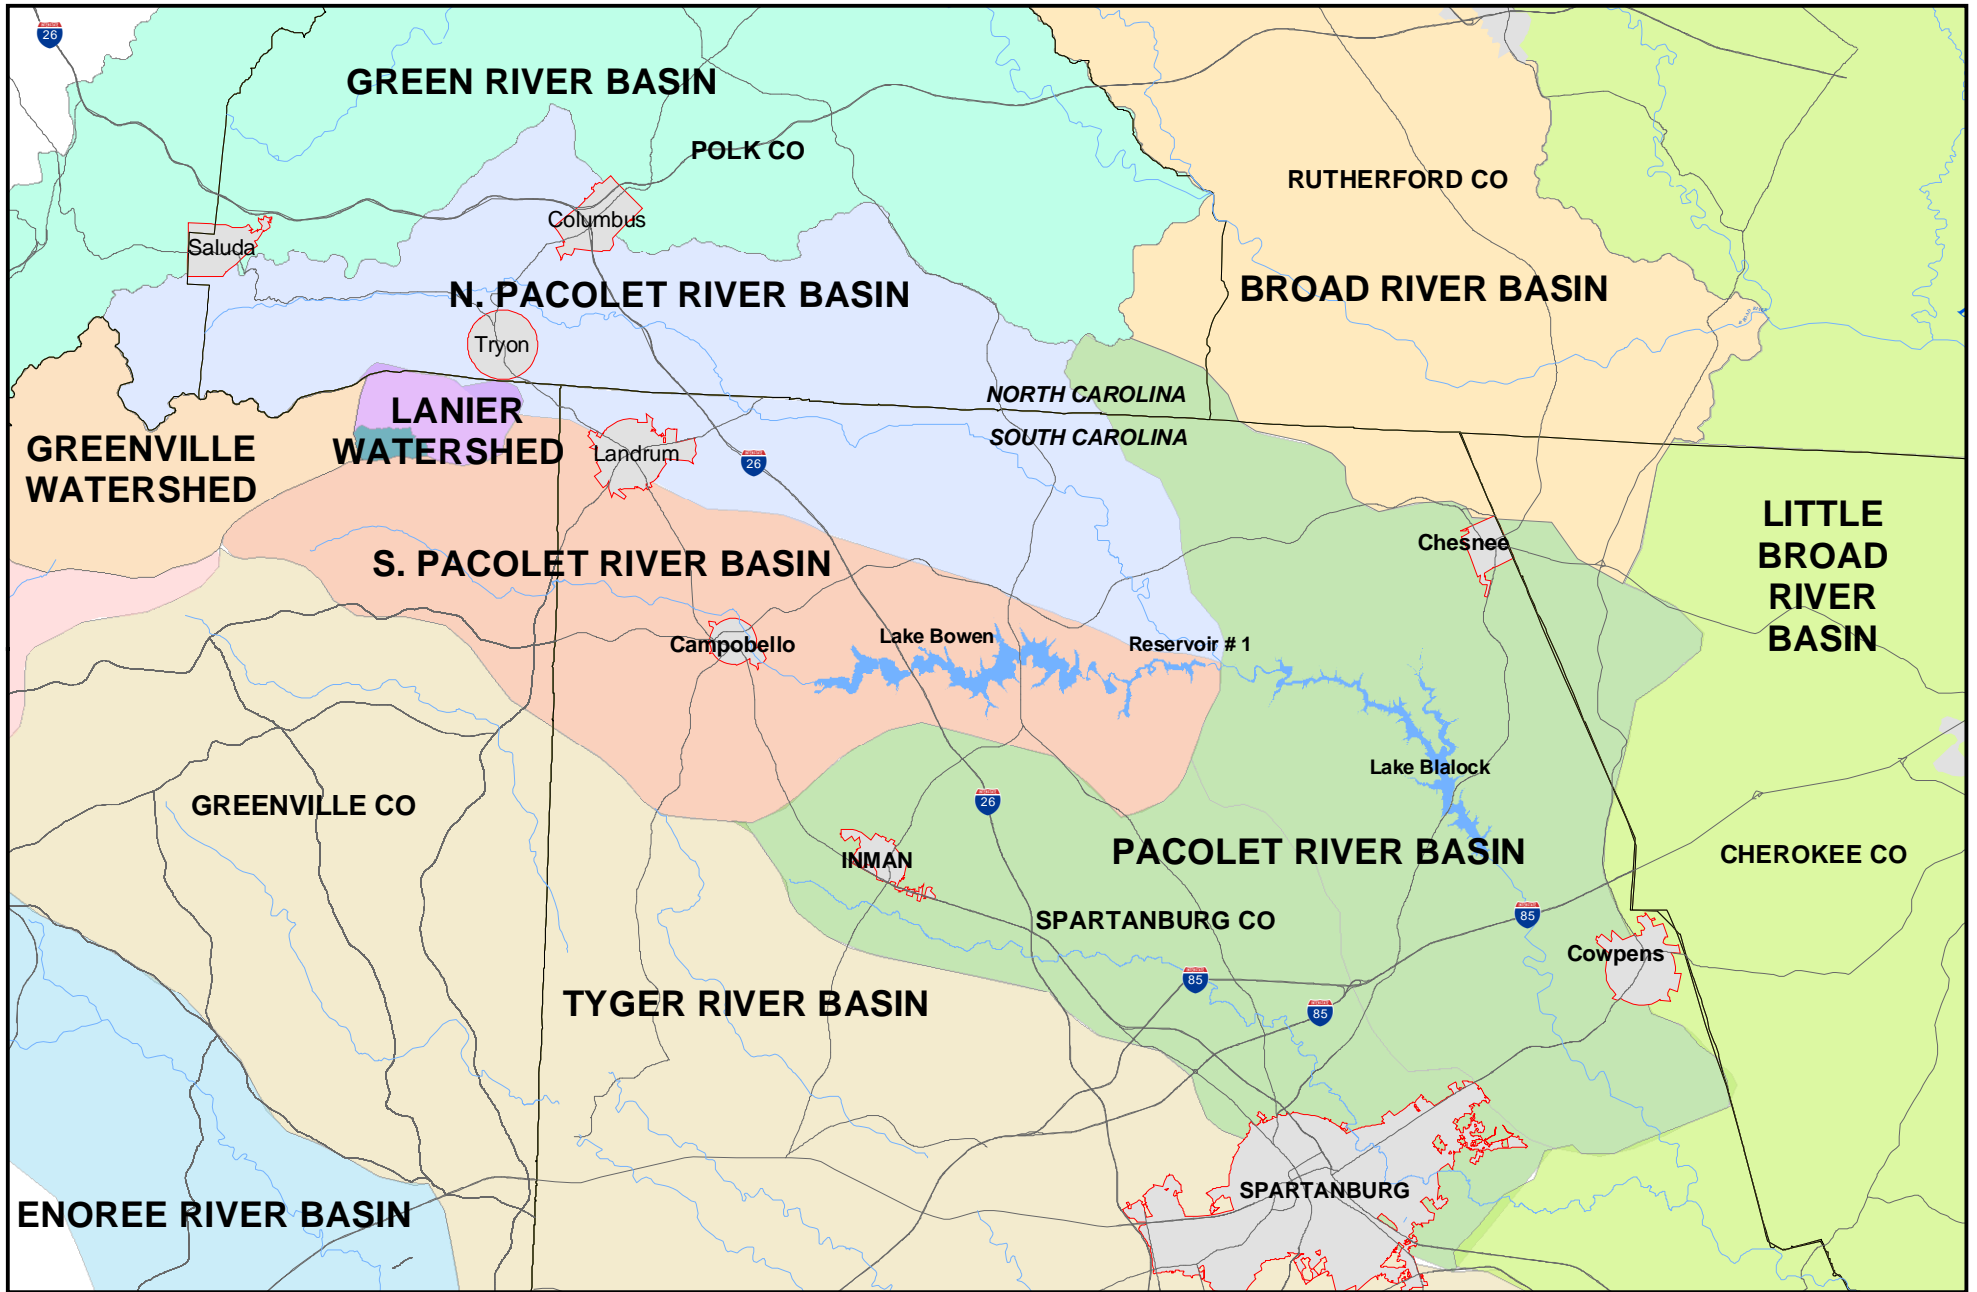 26
GREEN RIVER BASIN
POLK CO
RUTHERFORD CO
Columbus
Saluda
N. PACOLET RIVER BASIN
BROAD RIVER BASIN
Tryon
NORTH CAROLINA
SOUTH CAROLINA
LANIER
WATERSHED
GREENVILLE
WATERSHED
Landrum
26
LITTLE
BROAD
RIVER
BASIN
Chesnee
S. PACOLET RIVER BASIN
Campobello
Lake Bowen
Reservoir # 1
Lake Blalock
GREENVILLE CO
26
INMAN
PACOLET RIVER BASIN
CHEROKEE CO
SPARTANBURG CO
85
Cowpens
85
85
TYGER RIVER BASIN
SPARTANBURG
ENOREE RIVER BASIN